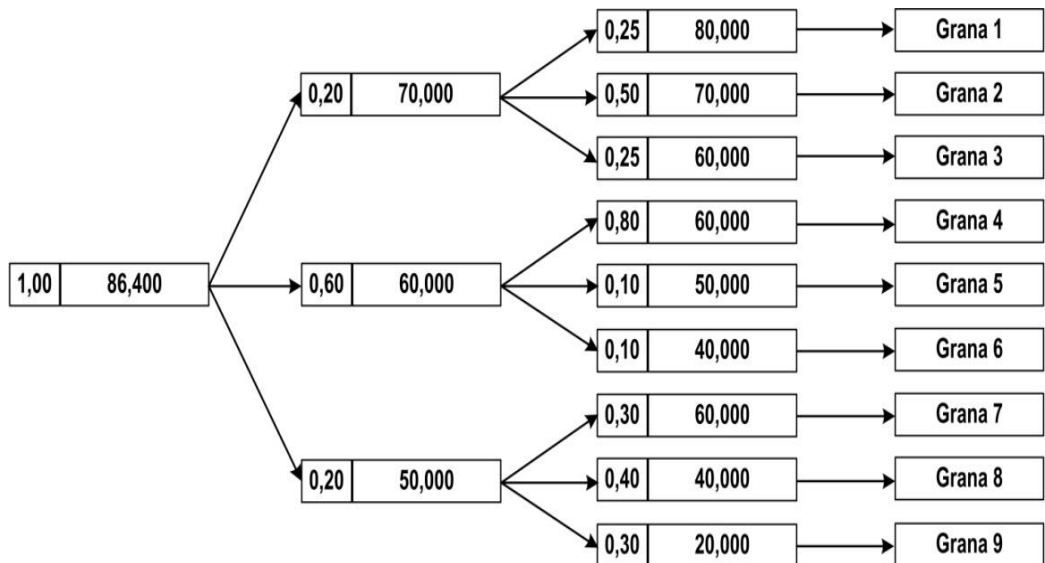 0,25 80,000 Grana 1
0,20 70,000 0,50 70,000 Grana 2
0,25 60,000 Grana 3
0,80 60,000 Grana 4
1,00 86,400 0,60 60,000 0,10 50,000 Grana 5
0,10 40,000 Grana 6
0,30 60,000 Grana 7
0,20 50,000 0,40 40,000 Grana 8
0,30 20,000 Grana 9